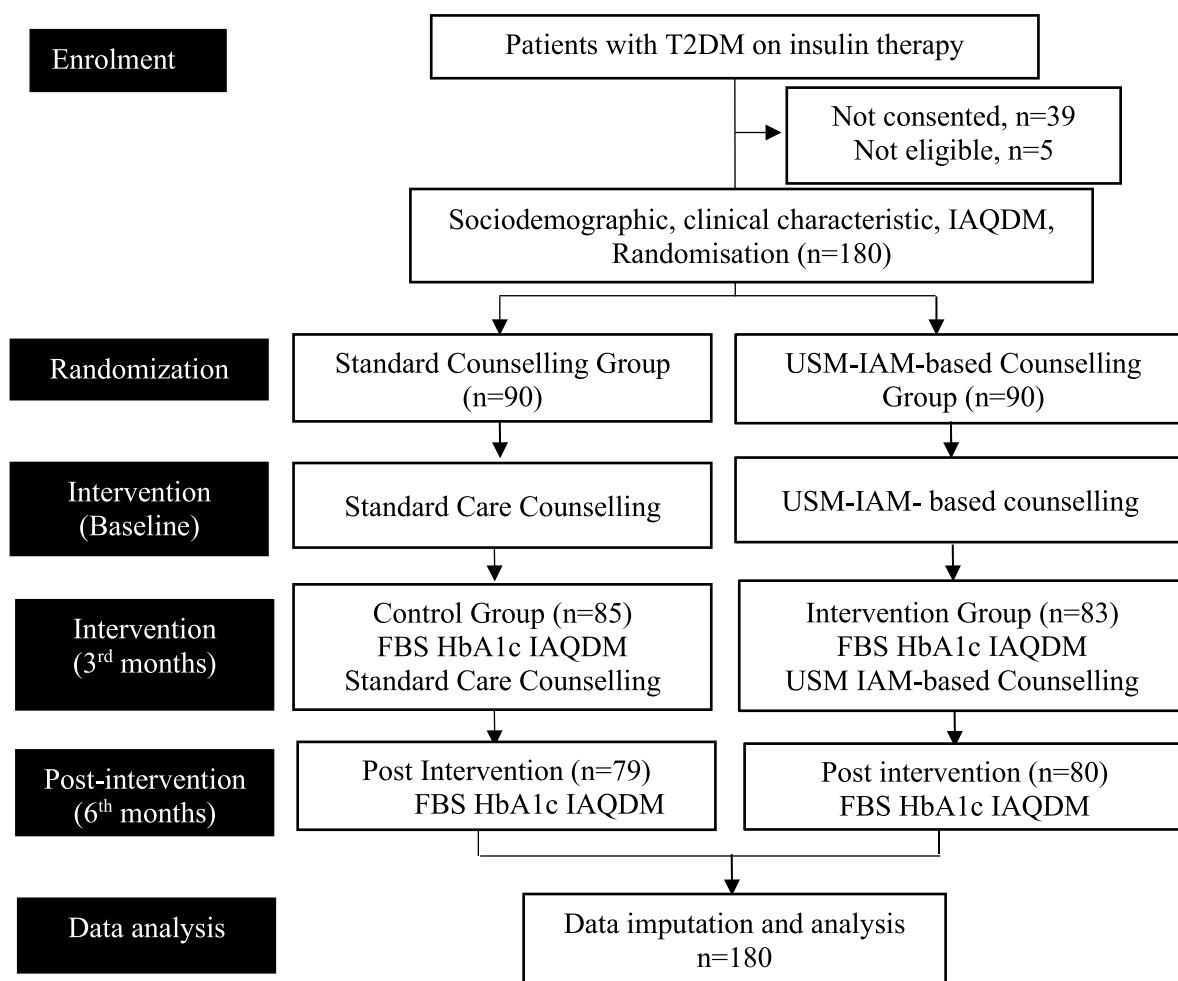 Enrolment
Patients with T2DM on insulin therapy
Not consented, n=39
Not eligible, n=5
Sociodemographic, clinical characteristic, IAQDM,
Randomisation (n=180)
Randomization
Standard Counselling Group
(n=90)
USM-IAM-based Counselling
Group (n=90)
Intervention
(Baseline)
Standard Care Counselling
USM-IAM- based counselling
Intervention
(3rd months)
Control Group (n=85)
FBS HbA1c IAQDM
Standard Care Counselling
Intervention Group (n=83)
FBS HbA1c IAQDM
USM IAM-based Counselling
Post-intervention
(6th months)
Post Intervention (n=79)
FBS HbA1c IAQDM
Post intervention (n=80)
FBS HbA1c IAQDM
Data analysis
Data imputation and analysis
n=180